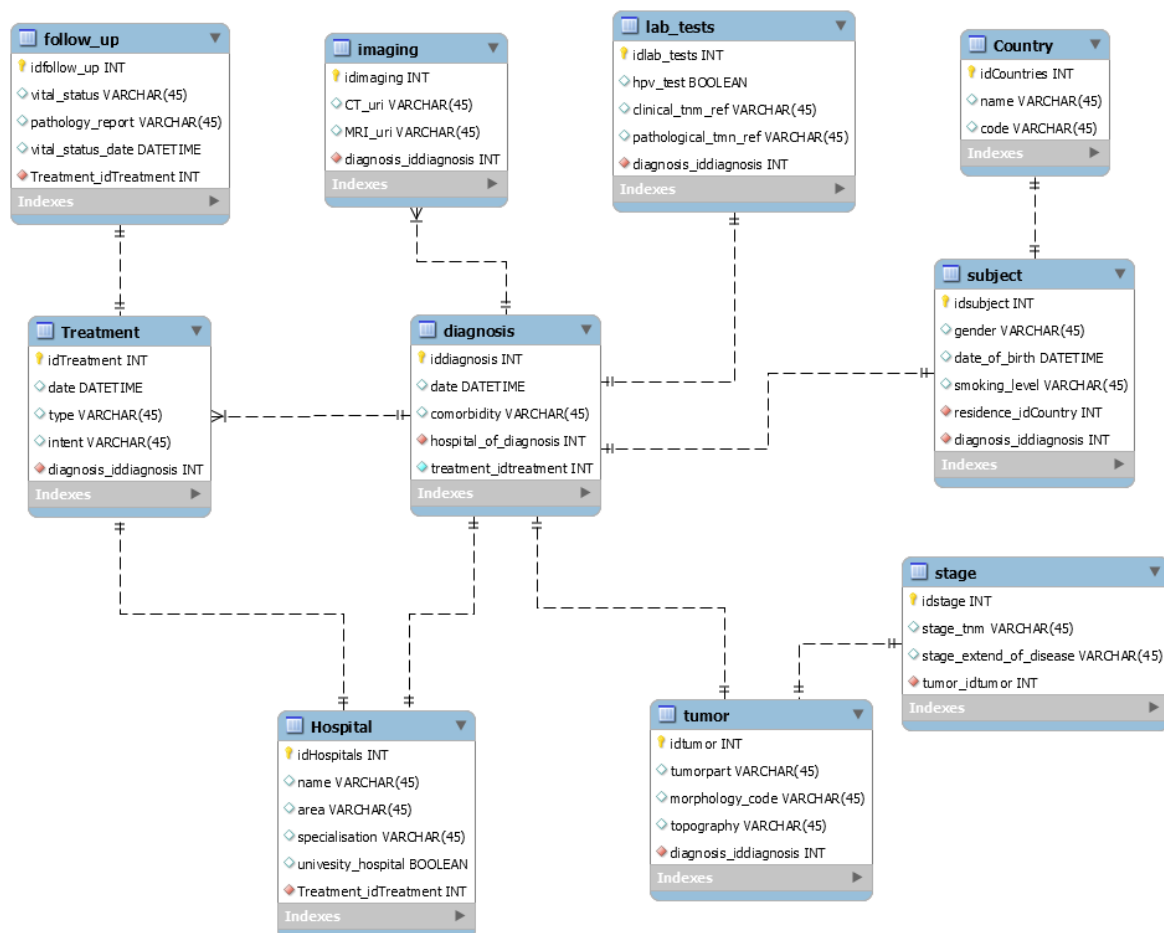 follow_up
idfollow_up INT
vital_status VARCHAR(45)
pathology_report VARCHAR(45)
vital_status_date DATETIME
Treatment_idTreatment INT
Indexes
imaging
idimaging INT
CT_uri VARCHAR(45)
MRI_uri VARCHAR(45)
diagnosis_iddiagnosis INT
Indexes
lab_tests
idlab_tests INT
hpv_test BOOLEAN
clinical_tnm_ref VARCHAR(45)
pathological_tmn_ref VARCHAR(45)
diagnosis_iddiagnosis INT
Indexes
Country
idCountries INT
name VARCHAR(45)
code VARCHAR(45)
Indexes
Treatment
idTreatment INT
date DATETIME
type VARCHAR(45)
intent VARCHAR(45)
diagnosis_iddiagnosis INT
Indexes
diagnosis
iddiagnosis INT
date DATETIME
comorbidity VARCHAR(45)
hospital_of_diagnosis INT
treatment_idtreatment INT
Indexes
subject
idsubject INT
gender VARCHAR(45)
date_of_birth DATETIME
smoking_level VARCHAR(45)
residence_idCountry INT
diagnosis_iddiagnosis INT
Indexes
stage
idstage INT
stage_tnm VARCHAR(45)
stage_extend_of_disease VARCHAR(45)
tumor_idtumor INT
Indexes
Hospital
idHospitals INT
name VARCHAR(45)
area VARCHAR(45)
specialisation VARCHAR(45)
univesity_hospital BOOLEAN
Treatment_idTreatment INT
Indexes
tumor
idtumor INT
tumorpart VARCHAR(45)
morphology_code VARCHAR(45)
topography VARCHAR(45)
diagnosis_iddiagnosis INT
Indexes